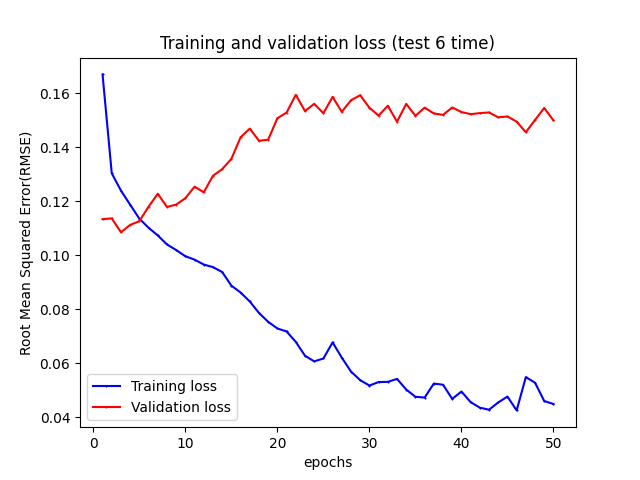 Training and validation loss (test 6 time)
Root Mean Squared Error(RMSE)
0.16
0.14
0.12
0.10
0.08
0.06
0.04
Training loss
Validation loss
0
10
20
30
40
50
epochs